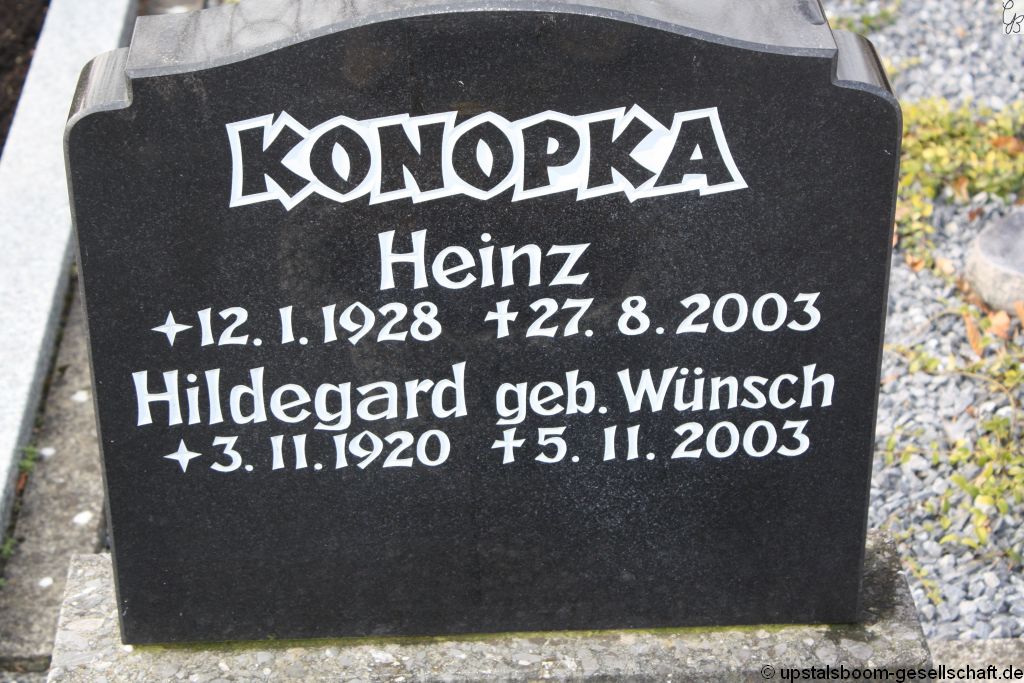 KONOPKA
Heinz
✦12. 1. 1928 ✝27. 8. 2003
Hildegard geb. Wünsch
✦3. 11. 1920 ✝5. 11. 2003
© upstalsboom-gesellschaft.de